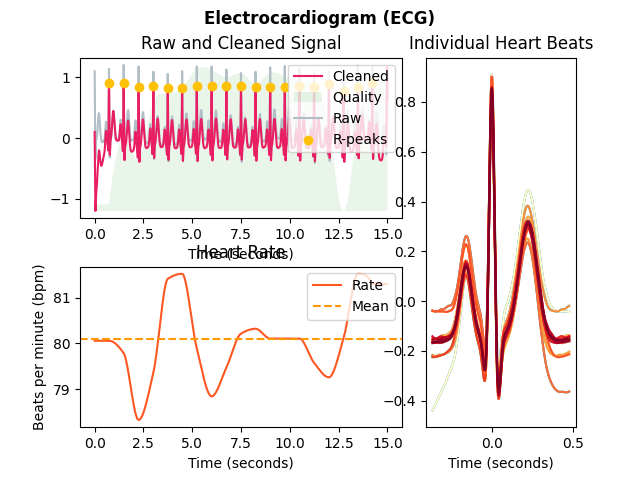 Electrocardiogram (ECG)
Raw and Cleaned Signal
Individual Heart Beats
Cleaned
Quality
Raw
R-peaks
1
0
−1
0.0 2.5 5.0 7.5 10.0 12.5 15.0
Time (seconds)
Heart Rate
Rate
Mean
Beats per minute (bpm)
81
80
79
0.0 2.5 5.0 7.5 10.0 12.5 15.0
Time (seconds)
0.8
0.6
0.4
0.2
0.0
−0.2
−0.4
0.0 0.5
Time (seconds)